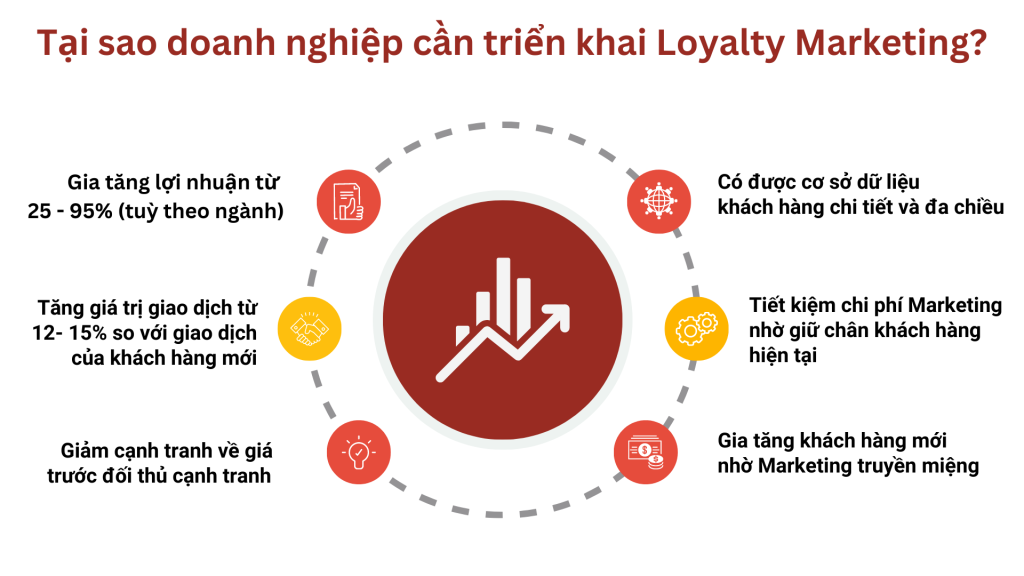 Tại sao doanh nghiệp cần triển khai Loyalty Marketing?
Gia tăng lợi nhuận từ
25 - 95% (tuỳ theo ngành)
Tăng giá trị giao dịch từ
12- 15% so với giao dịch
của khách hàng mới
Giảm cạnh tranh về giá
trước đối thủ cạnh tranh
Có được cơ sở dữ liệu
khách hàng chi tiết và đa chiều
Tiết kiệm chi phí Marketing
nhờ giữ chân khách hàng
hiện tại
Gia tăng khách hàng mới
nhờ Marketing truyền miệng